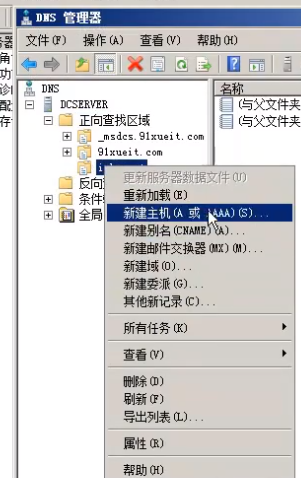 DNS 管理器
文件(F) 操作(A) 查看(V) 帮助(H)
DNS
DCSERVER
正向查找区域
_msdcs.91xueit.com
91xueit.com
反向
条件
全局
名称
(与父文件夹
(与父文件夹
更新服务器数据文件(U)
重新加载(E)
新建主机(A 或 AAAA)(S)...
新建别名(CNAME)(A)...
新建邮件交换器(MX)(M)...
新建域(O)...
新建委派(G)...
其他新记录(C)...
所有任务(K)
查看(V)
删除(D)
刷新(F)
导出列表(L)...
属性(R)
帮助(H)